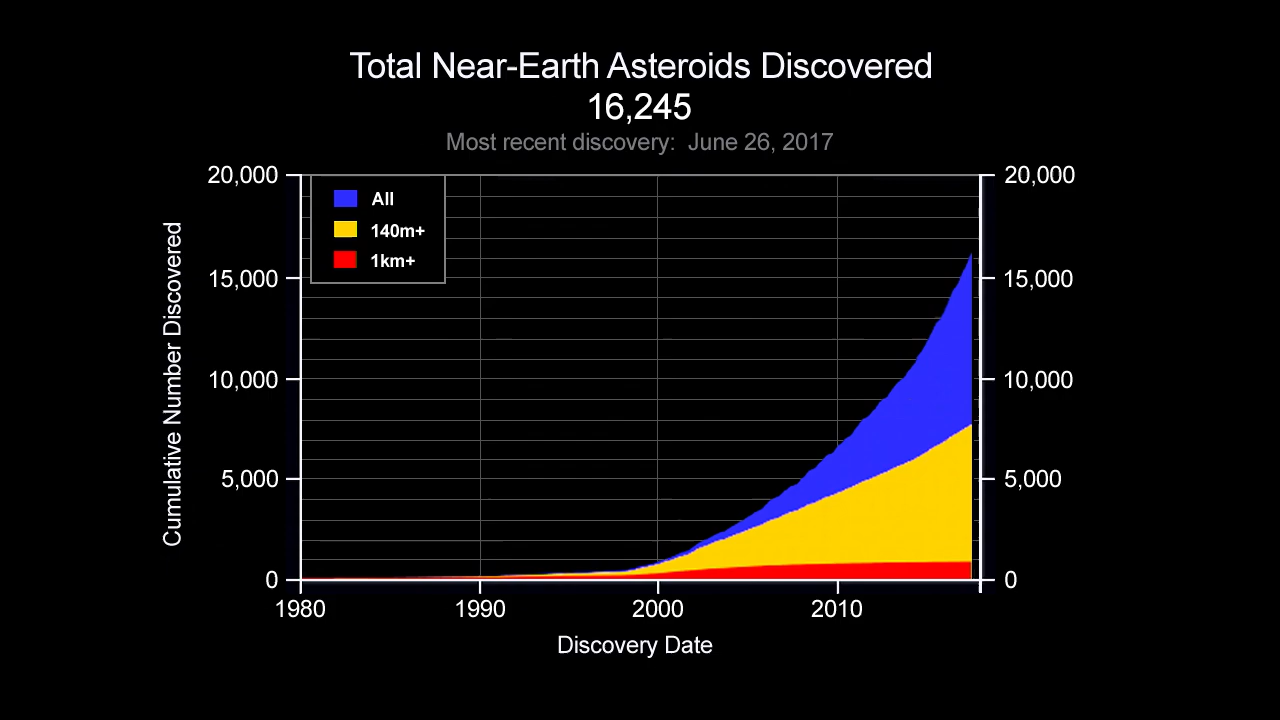 Total Near-Earth Asteroids Discovered
16,245
Most recent discovery:  June 26, 2017
20,000
15,000
10,000
5,000
0
Cumulative Number Discovered
All
140m+
1km+
20,000
15,000
10,000
5,000
0
1980
1990
2000
2010
Discovery Date